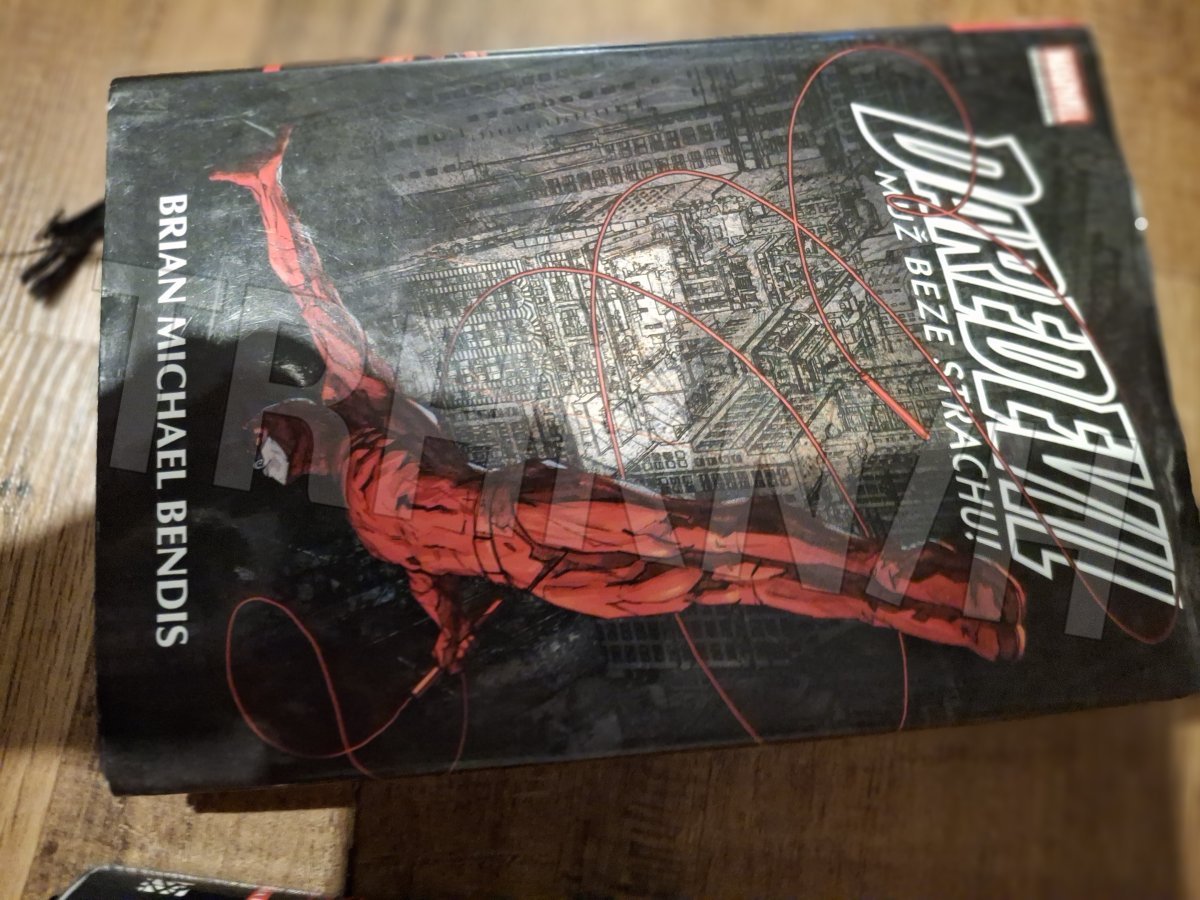 MARVEL
DAREDEVIL
MUŽ BEZE STRACHU!
BRIAN MICHAEL BENDIS